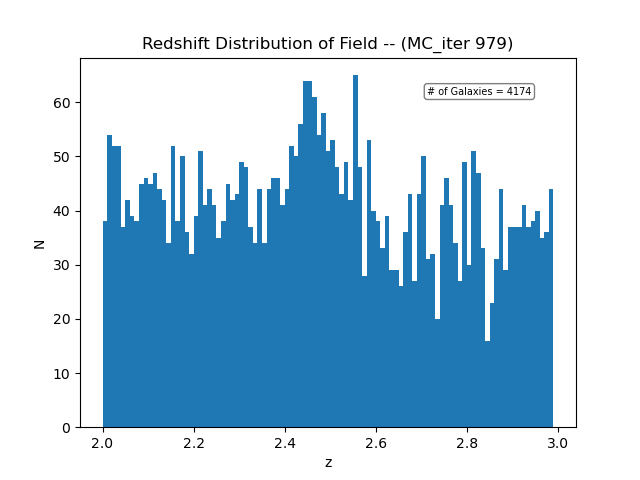 Redshift Distribution of Field -- (MC_iter 979)
# of Galaxies = 4174
60
50
40
30
20
10
0
N
2.0 2.2 2.4 2.6 2.8 3.0
z